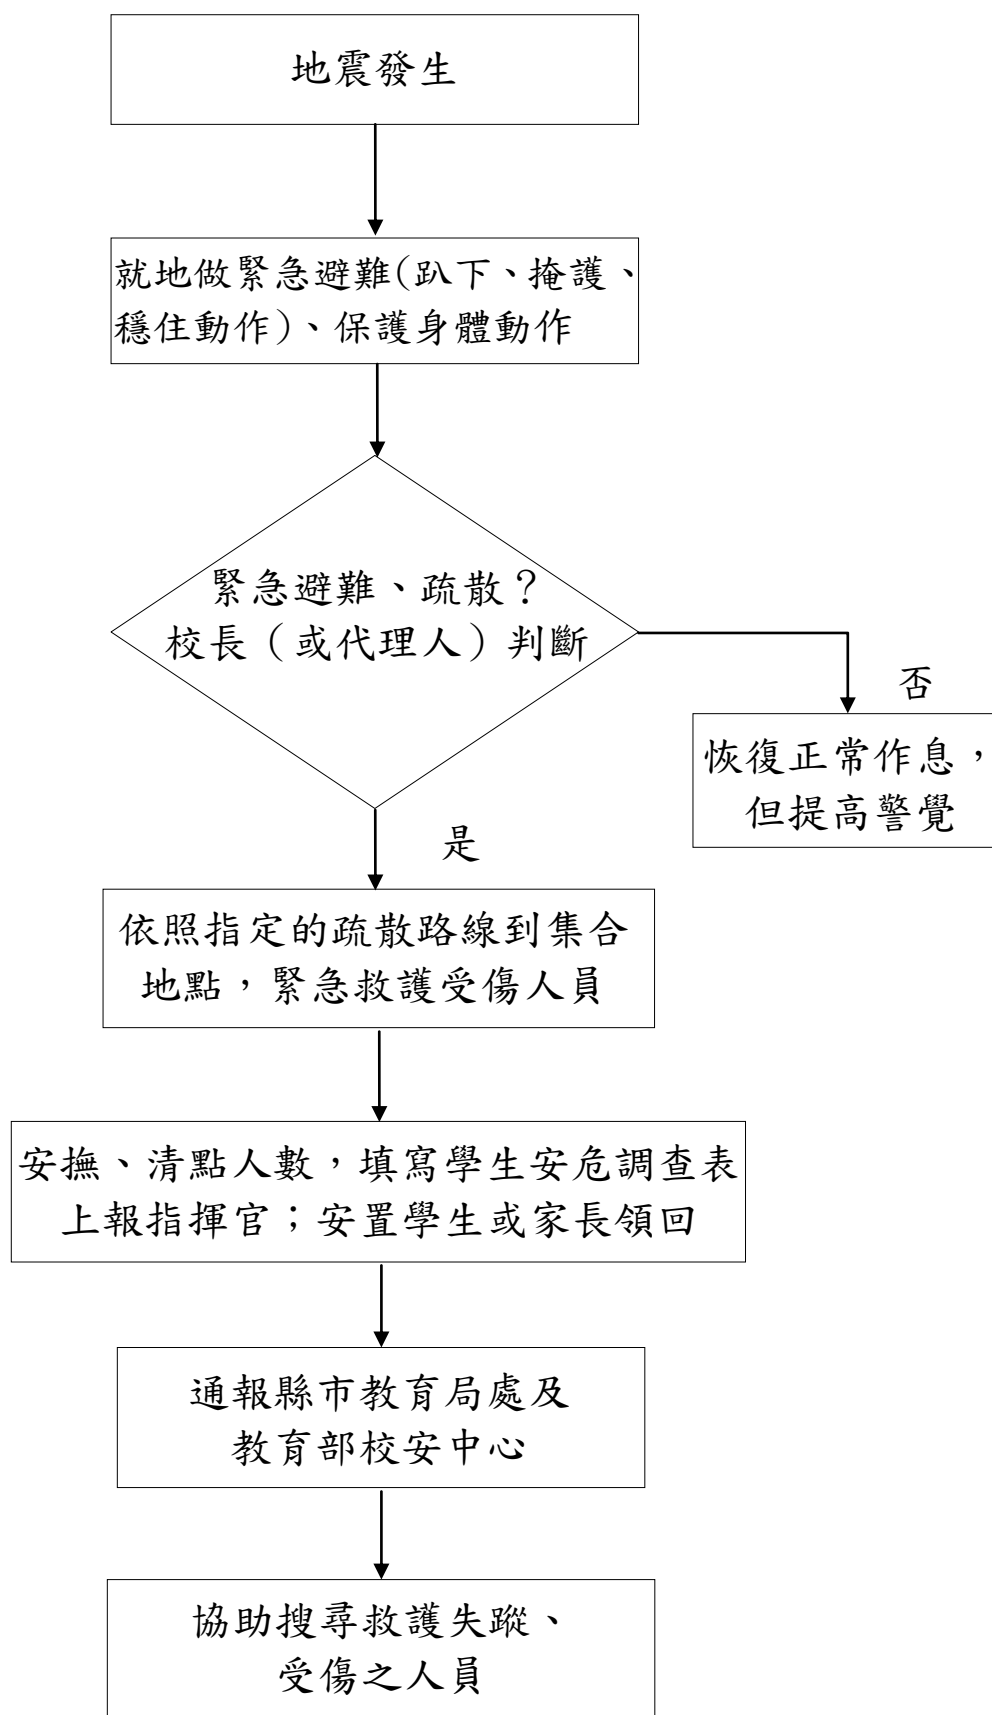 地震發生
就地做緊急避難(趴下、掩護、
穩住動作)、保護身體動作
緊急避難、疏散？
校長（或代理人）判斷
否
恢復正常作息，
但提高警覺
是
依照指定的疏散路線到集合
地點，緊急救護受傷人員
安撫、清點人數，填寫學生安危調查表
上報指揮官；安置學生或家長領回
通報縣市教育局處及
教育部校安中心
協助搜尋救護失蹤、
受傷之人員